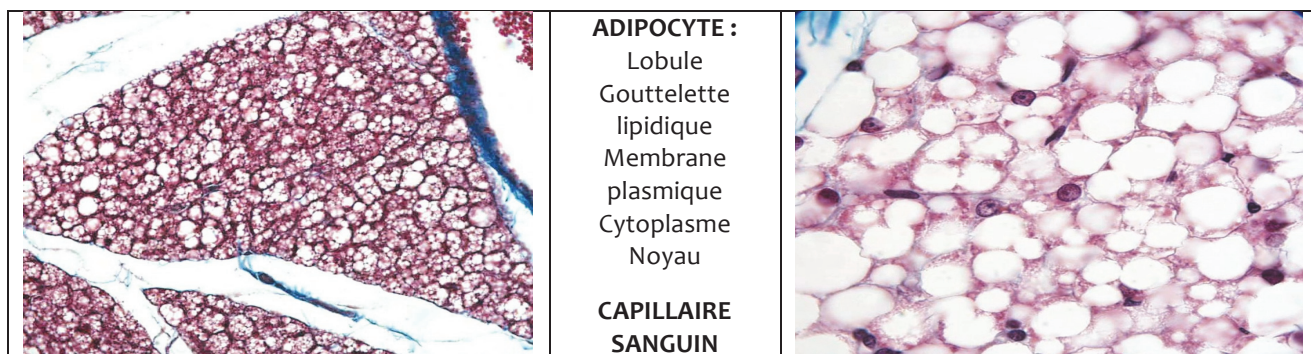 ADIPOCYTE :
Lobule
Gouttelette
lipidique
Membrane
plasmique
Cytoplasme
Noyau
CAPILLAIRE
SANGUIN